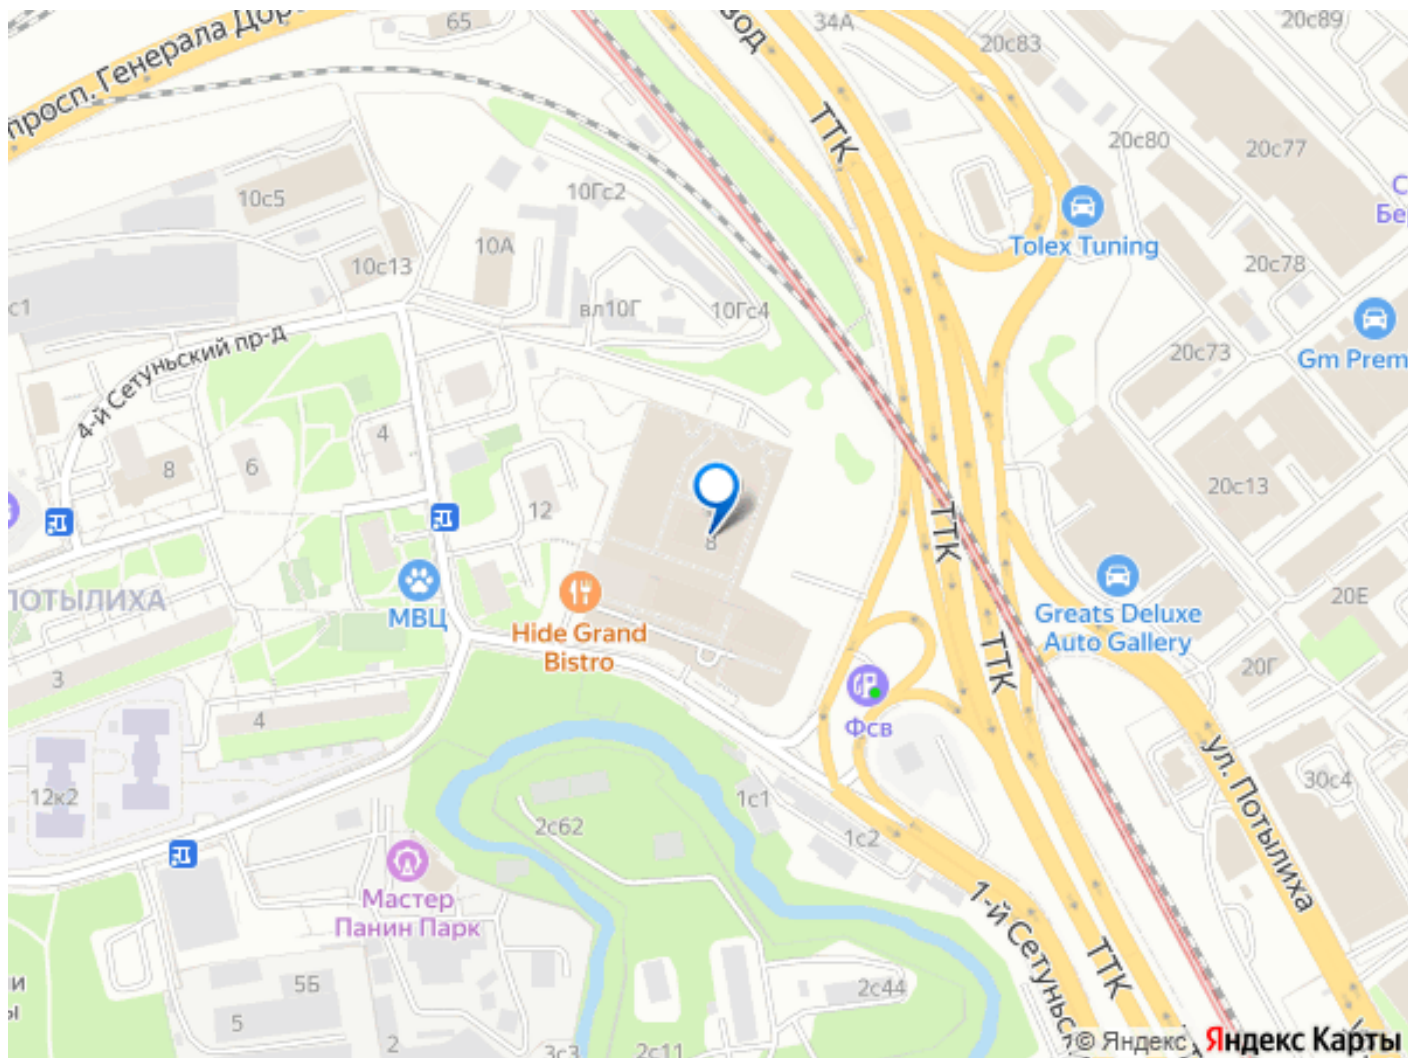 65
34А
20с83
20с89
просп. Генерала
ТТК
20с80
20с77
10с5
10Гс2
Tolex Tuning
10А
10с13
20с78
вл10Г
10Гс4
с1
4-й Сетуньский пр-д
20с73
Gm Prem
4
8
6
20с13
12
8
ТТК
ПОТЫЛИХА
МВЦ
Hide Grand
Bistro
Greats Deluxe
Auto Gallery
20Е
ТТК
20Г
3
4
Фсв
ул. Потылиха
30с4
12к2
1с1
2с62
1с2
Мастер
Панин Парк
1-й Сетуньс
ТТК
5Б
2с44
5
2
3с3
2с11
© Яндекс
Яндекс Карты